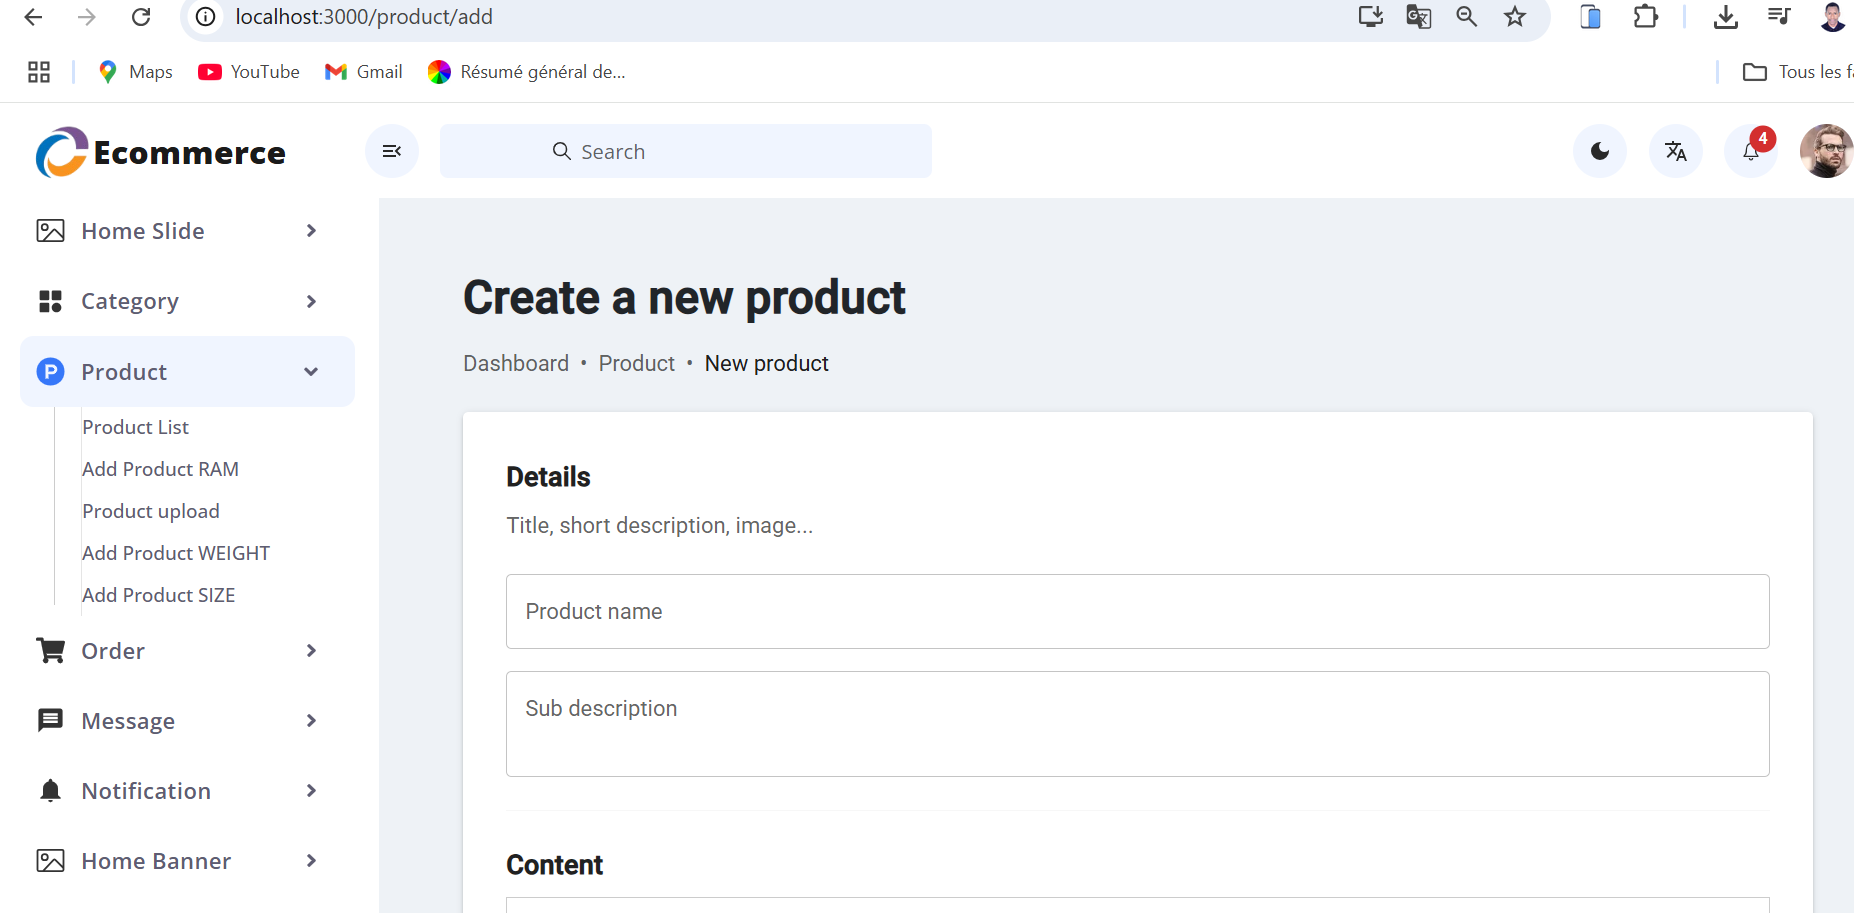 localhost:3000/product/add
Maps YouTube Gmail Résumé général de... Tous les fa
Ecommerce Search 4
Home Slide
Category
P Product
Product List
Add Product RAM
Product upload
Add Product WEIGHT
Add Product SIZE
Order
Message
Notification
Home Banner
Create a new product
Dashboard • Product • New product
Details
Title, short description, image...
Product name
Sub description
Content